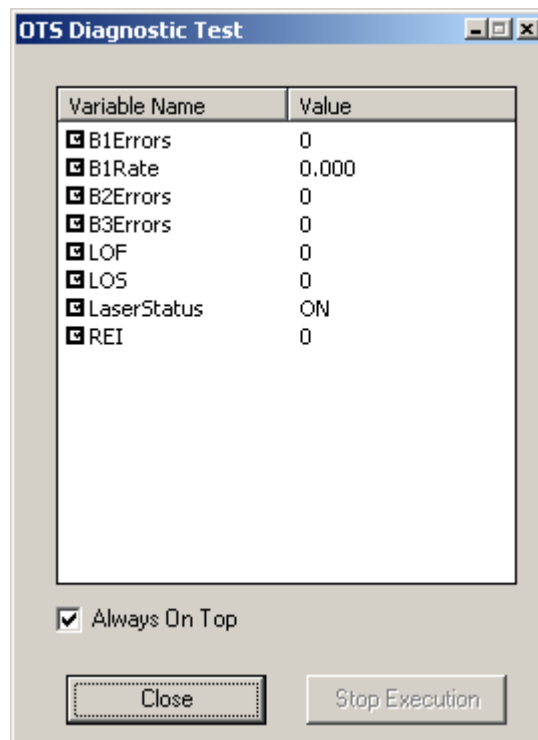 OTS Diagnostic Test
Variable Name Value
B1Errors 0
B1Rate 0.000
B2Errors 0
B3Errors 0
LOF 0
LOS 0
LaserStatus ON
REI 0
Always On Top
Close Stop Execution